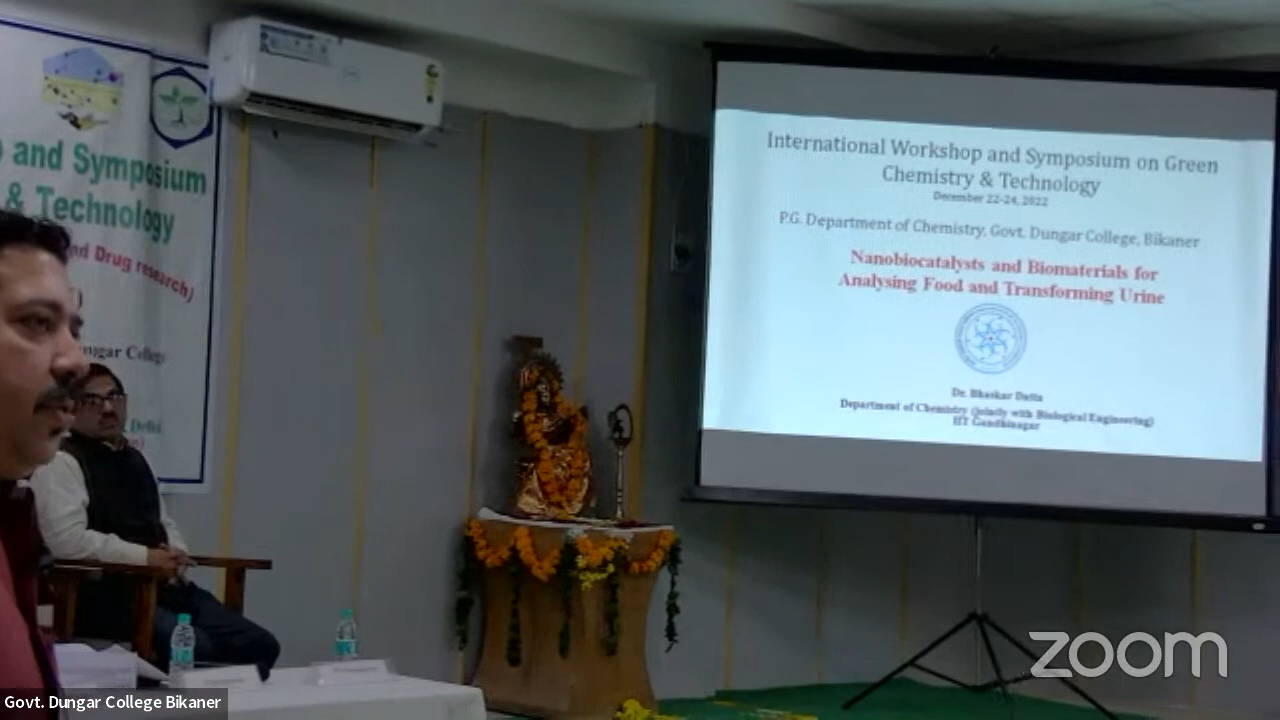 and Symposium
& Technology
nd Drug research)
ungar College
Delhi
International Workshop and Symposium on Green
Chemistry & Technology
December 22-24, 2022
P.G. Department of Chemistry, Govt. Dungar College, Bikaner
Nanobiocatalysts and Biomaterials for
Analysing Food and Transforming Urine
Dr. Bhaskar Datta
Department of Chemistry (jointly with Biological Engineering)
IIT Gandhinagar
zoom
Govt. Dungar College Bikaner